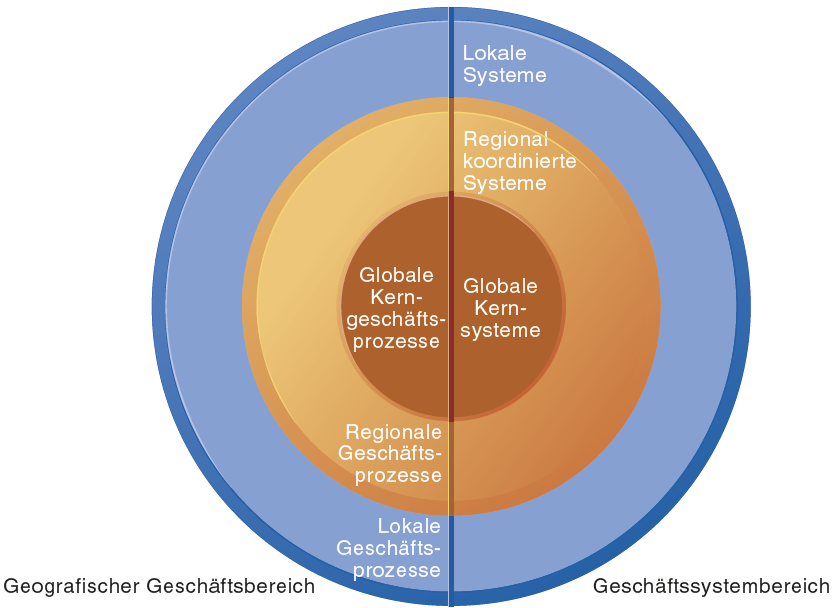 Lokale
Systeme
Regional
koordinierte
Systeme
Globale
Kern-
geschäfts-
prozesse
Globale
Kern-
systeme
Regionale
Geschäfts-
prozesse
Lokale
Geschäfts-
prozesse
Geografischer Geschäftsbereich
Geschäftssystembereich